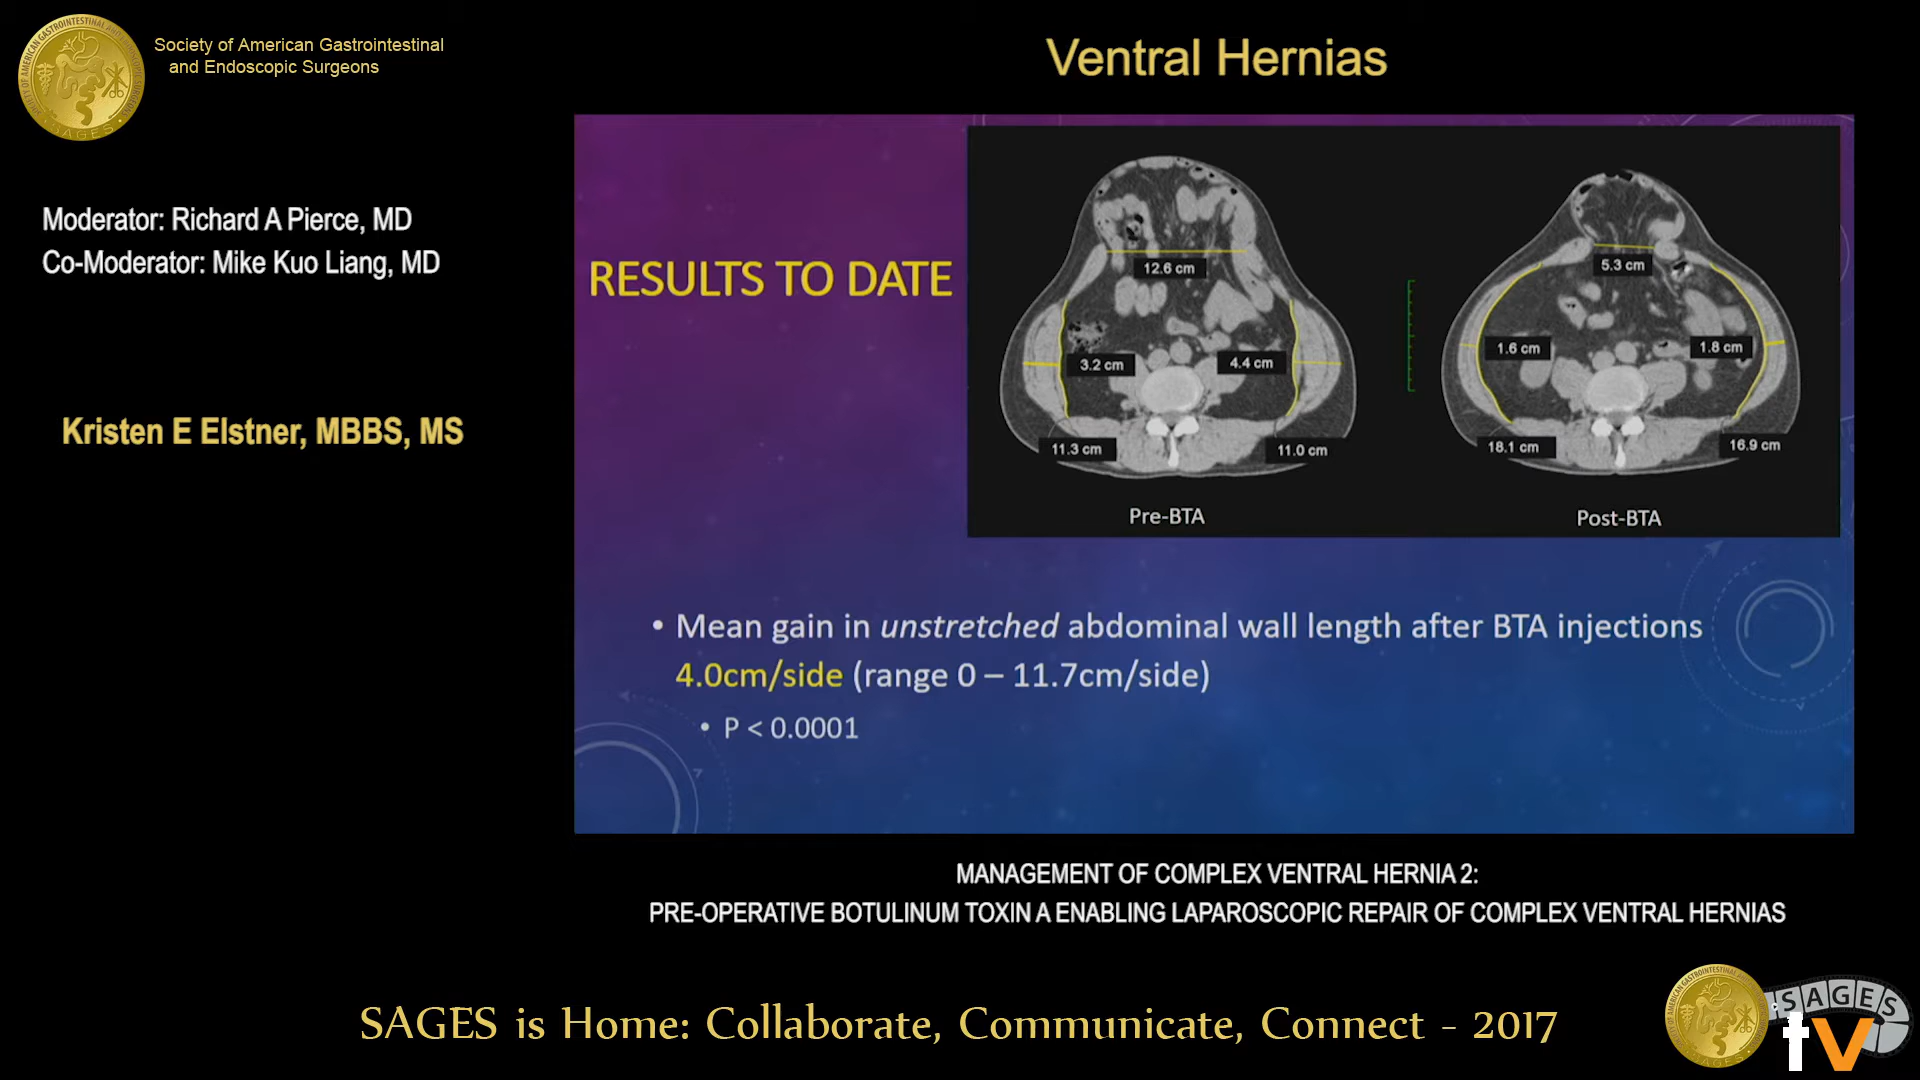 Society of American Gastrointestinal
and Endoscopic Surgeons
Ventral Hernias
Moderator: Richard A Pierce, MD
Co-Moderator: Mike Kuo Liang, MD
Kristen E Elstner, MBBS, MS
RESULTS TO DATE
12.6 cm
3.2 cm
4.4 cm
11.3 cm
11.0 cm
Pre-BTA
5.3 cm
1.6 cm
1.8 cm
18.1 cm
16.9 cm
Post-BTA
• Mean gain in unstretched abdominal wall length after BTA injections
4.0cm/side (range 0 – 11.7cm/side)
• P < 0.0001
MANAGEMENT OF COMPLEX VENTRAL HERNIA 2:
PRE-OPERATIVE BOTULINUM TOXIN A ENABLING LAPAROSCOPIC REPAIR OF COMPLEX VENTRAL HERNIAS
SAGES is Home: Collaborate, Communicate, Connect - 2017
SAGES
tv